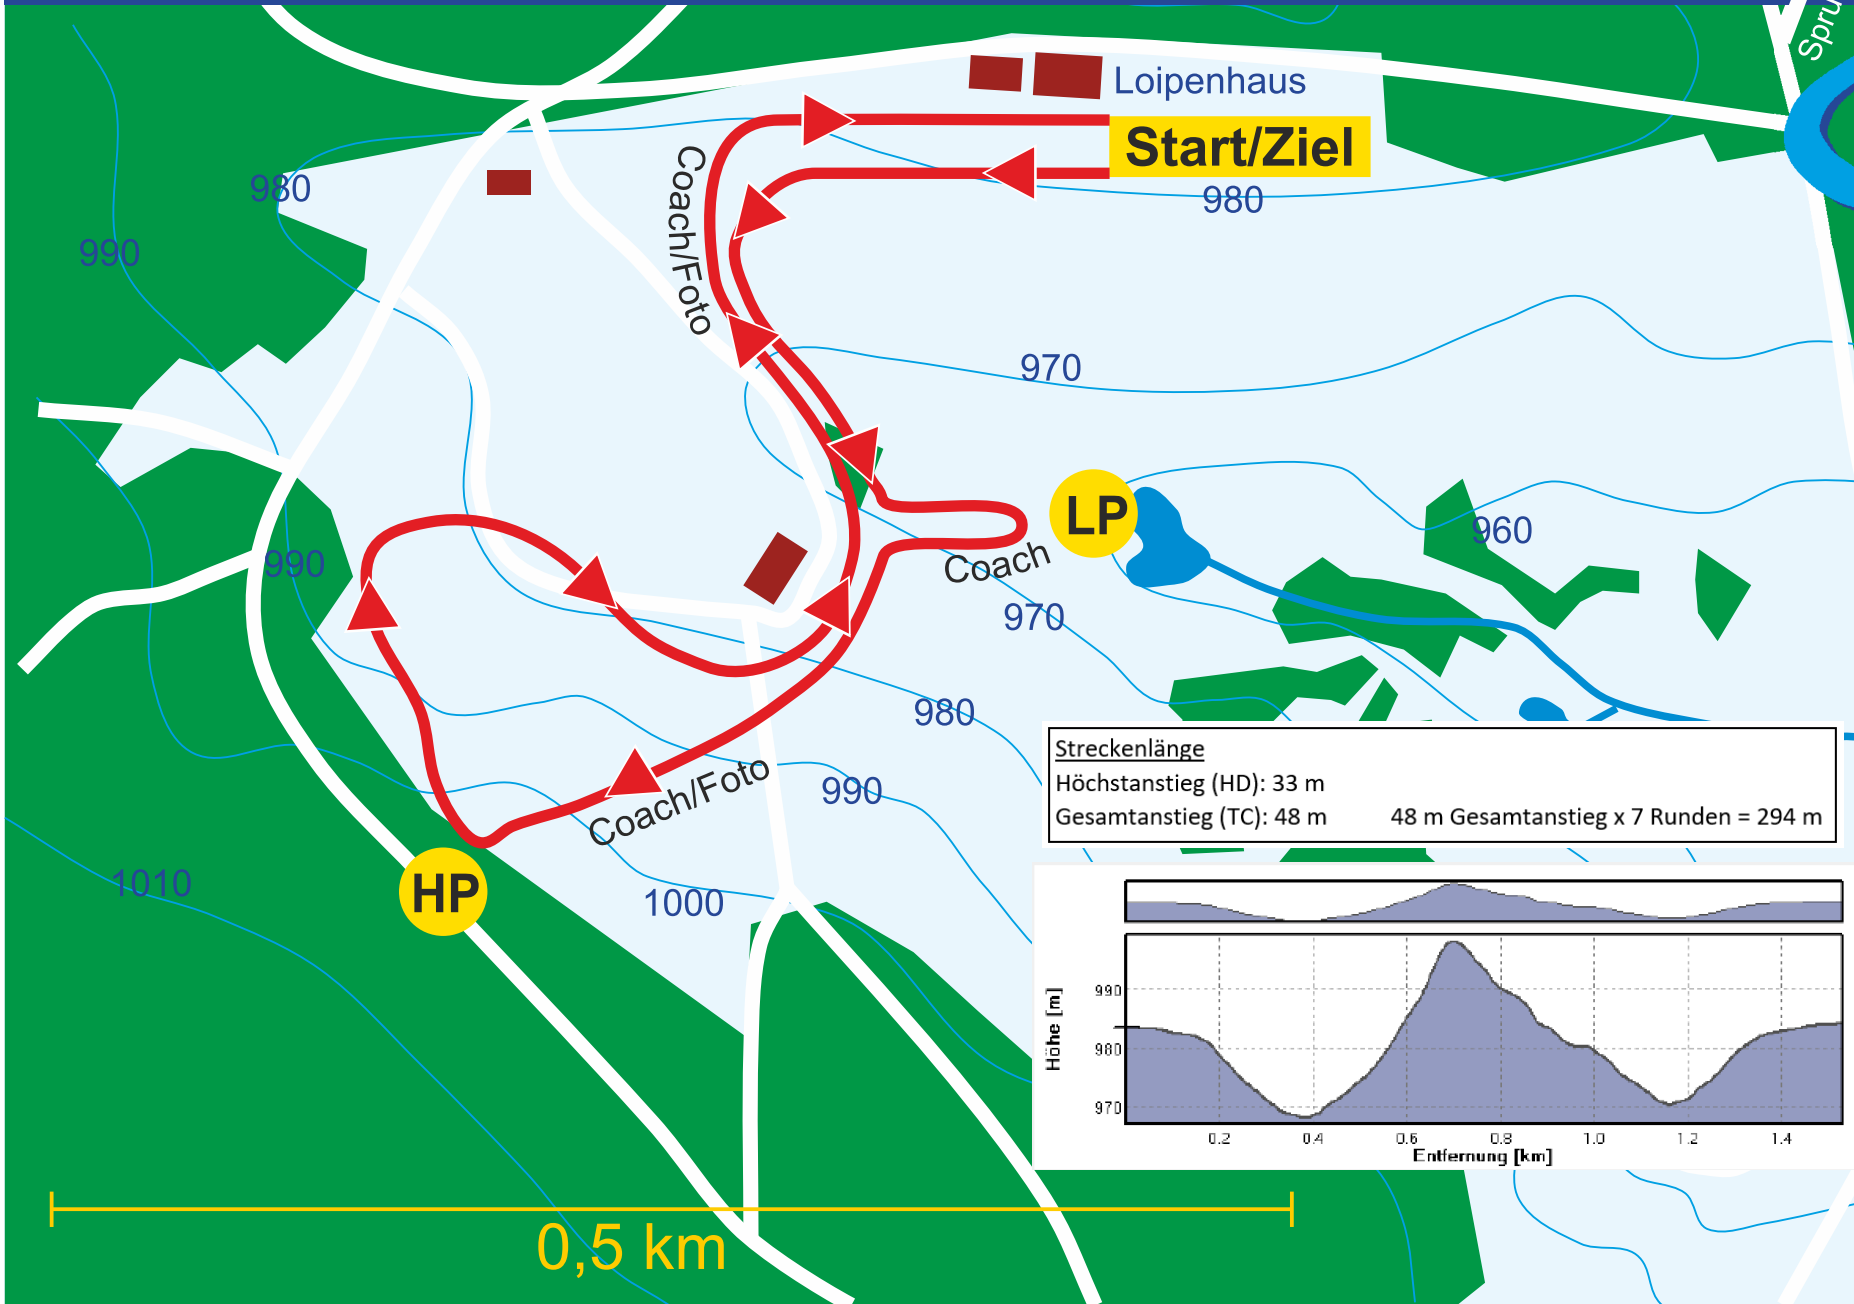 Spru
Loipenhaus
Start/Ziel
Coach/Foto
980
980
990
970
LP
960
Coach
990
970
980
Streckenlänge
Höchstanstieg (HD): 33 m
Gesamtanstieg (TC): 48 m 48 m Gesamtanstieg x 7 Runden = 294 m
Coach/Foto
990
1010
HP
1000
Höhe [m]
990
980
970
0.2 0.4 0.6 0.8 1.0 1.2 1.4
Entfernung [km]
0,5 km